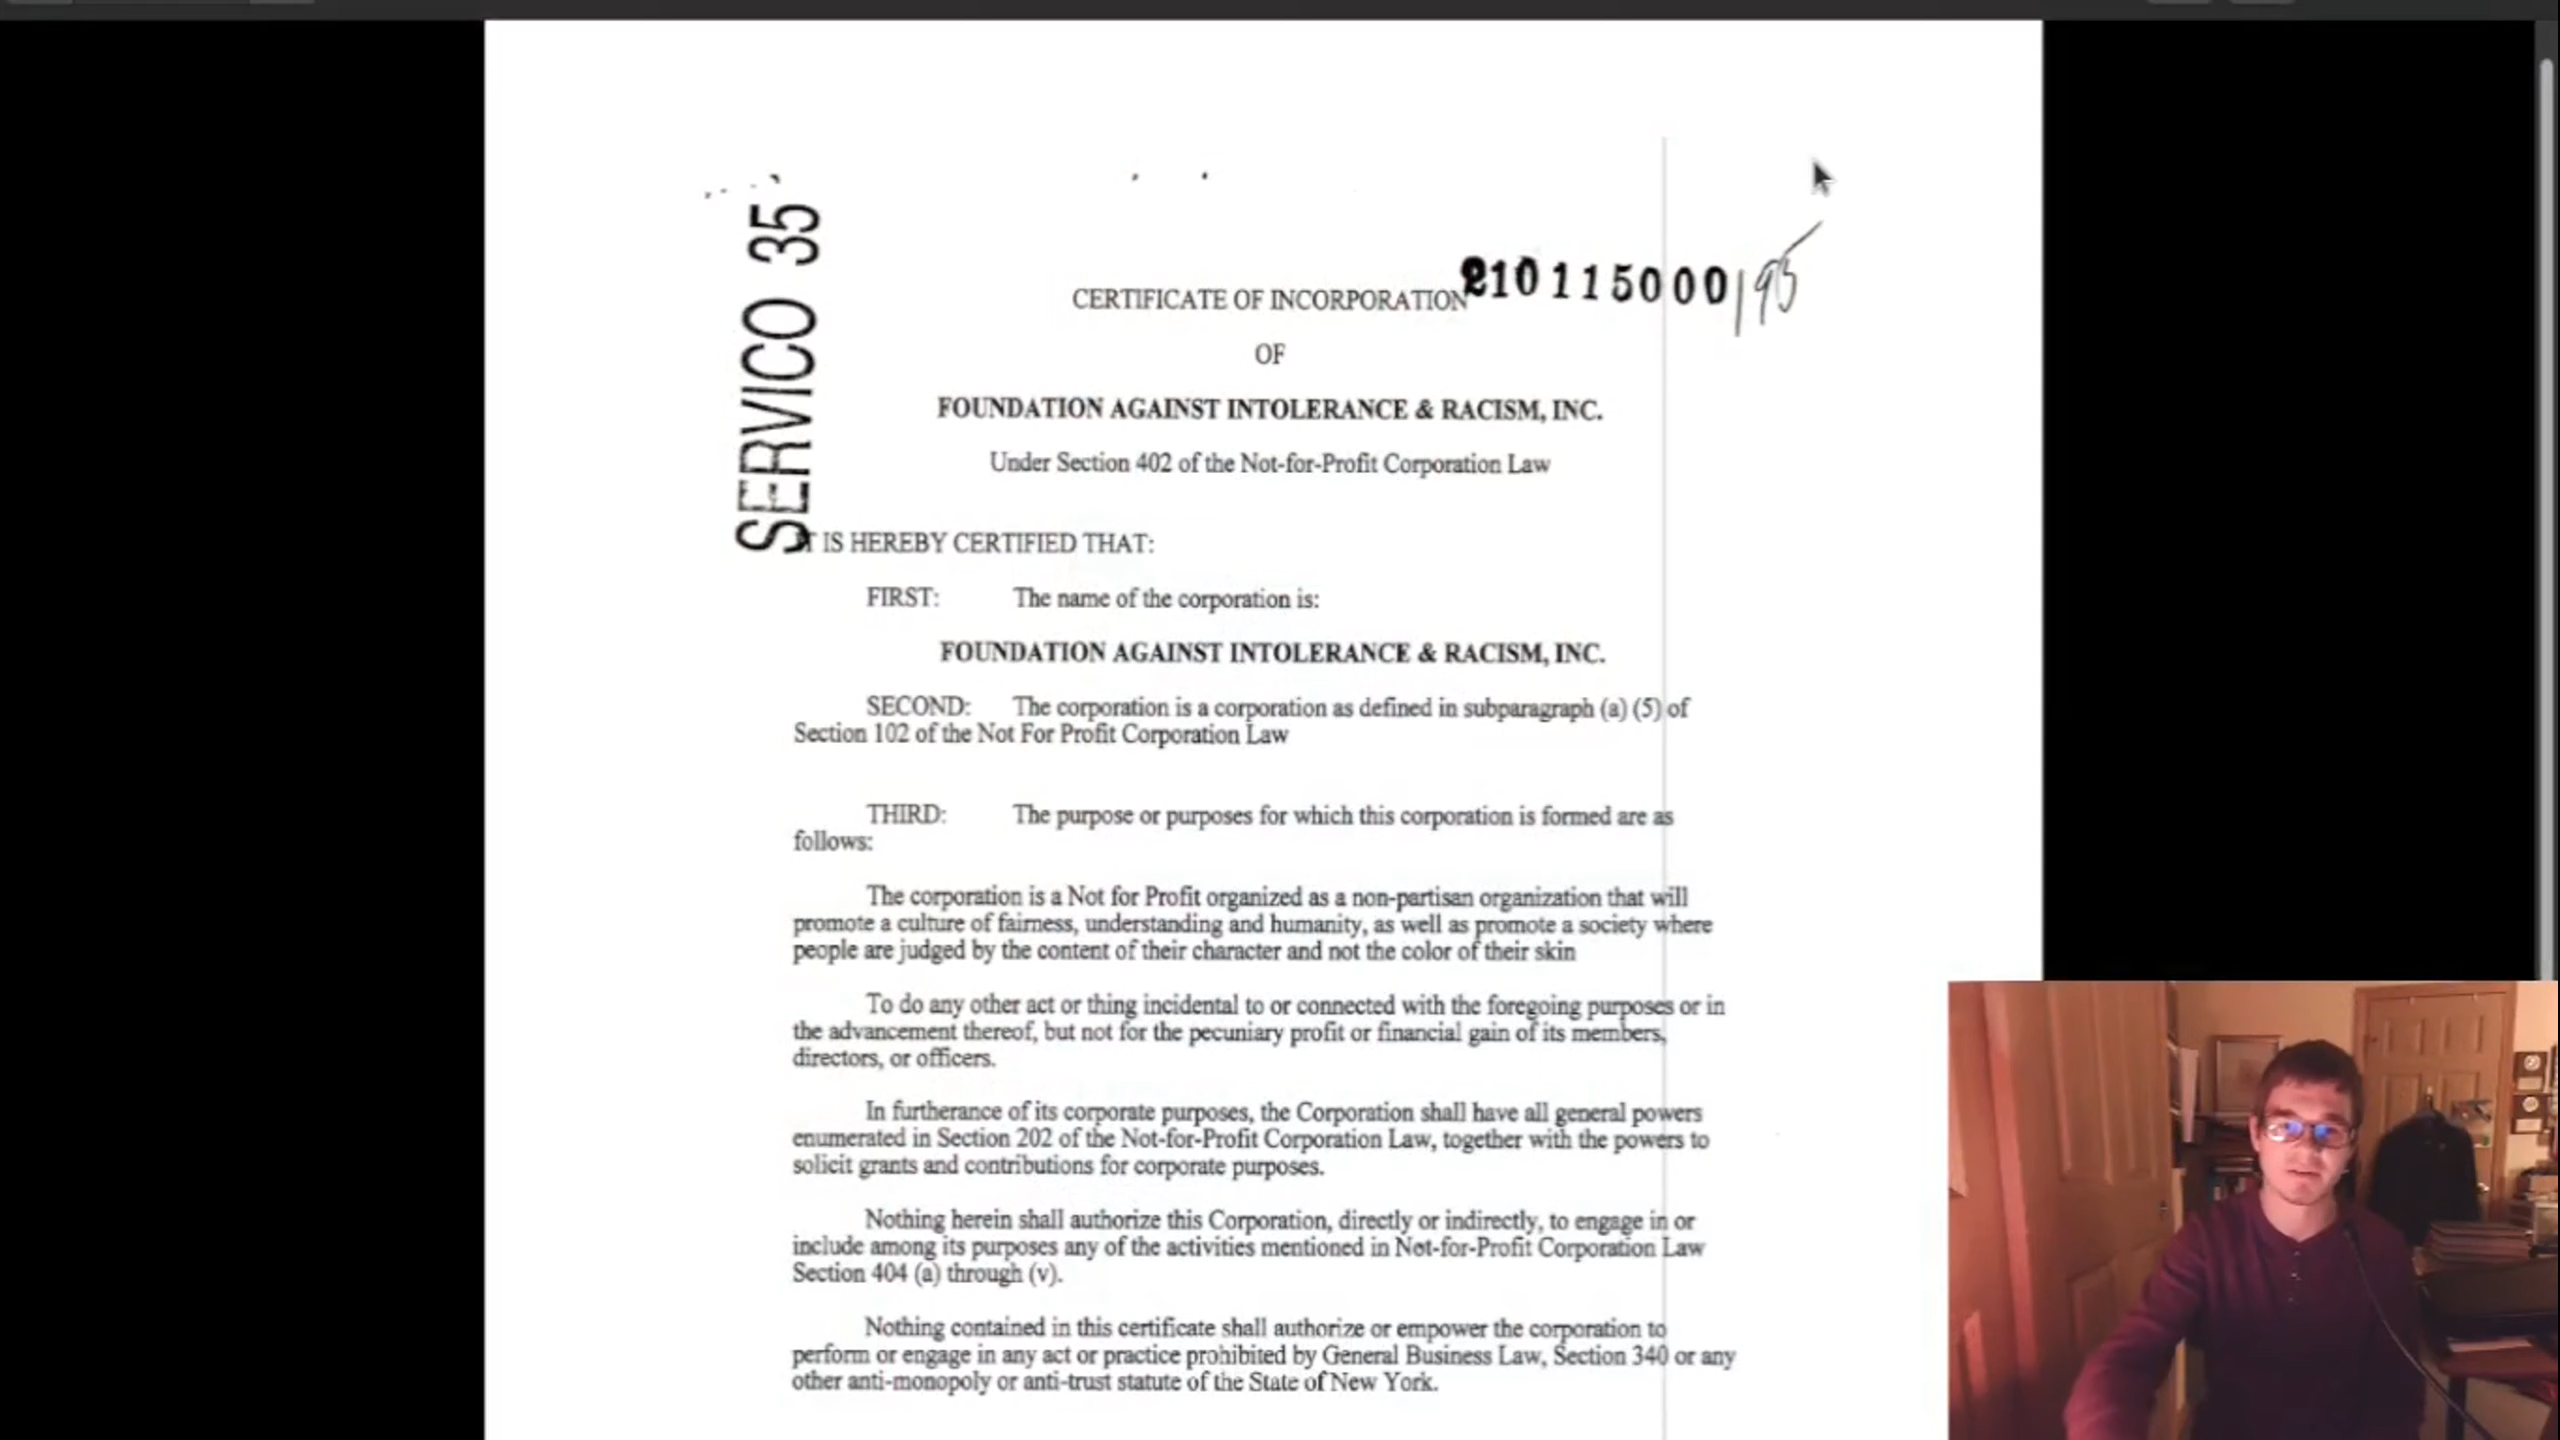 SERVICO 35
210115000195
CERTIFICATE OF INCORPORATION
OF
FOUNDATION AGAINST INTOLERANCE & RACISM, INC.
Under Section 402 of the Not-for-Profit Corporation Law
IT IS HEREBY CERTIFIED THAT:
FIRST: The name of the corporation is:
FOUNDATION AGAINST INTOLERANCE & RACISM, INC.
SECOND: The corporation is a corporation as defined in subparagraph (a) (5) of
Section 102 of the Not For Profit Corporation Law
THIRD: The purpose or purposes for which this corporation is formed are as
follows:
The corporation is a Not for Profit organized as a non-partisan organization that will
promote a culture of fairness, understanding and humanity, as well as promote a society where
people are judged by the content of their character and not the color of their skin
To do any other act or thing incidental to or connected with the foregoing purposes or in
the advancement thereof, but not for the pecuniary profit or financial gain of its members,
directors, or officers.
In furtherance of its corporate purposes, the Corporation shall have all general powers
enumerated in Section 202 of the Not-for-Profit Corporation Law, together with the powers to
solicit grants and contributions for corporate purposes.
Nothing herein shall authorize this Corporation, directly or indirectly, to engage in or
include among its purposes any of the activities mentioned in Not-for-Profit Corporation Law
Section 404 (a) through (v).
Nothing contained in this certificate shall authorize or empower the corporation to
perform or engage in any act or practice prohibited by General Business Law, Section 340 or any
other anti-monopoly or anti-trust statute of the State of New York.